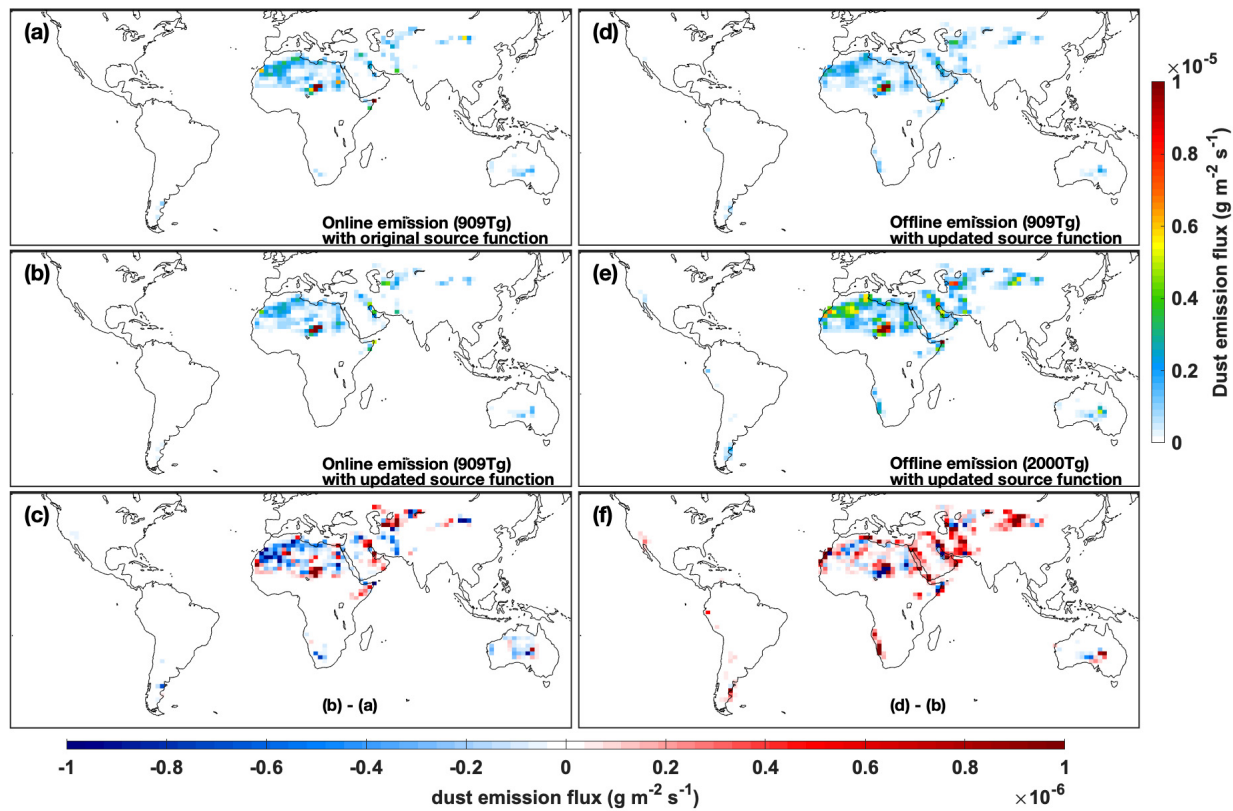 (a)
Online emission (909Tg)
with original source function
(d)
Offline emission (909Tg)
with updated source function
(b)
Online emission (909Tg)
with updated source function
(e)
Offline emission (2000Tg)
with updated source function
(c)
(b) - (a)
(f)
(d) - (b)
×10⁻⁵
1
0.8
0.6
0.4
0.2
0
Dust emission flux (g m⁻² s⁻¹)
-1 -0.8 -0.6 -0.4 -0.2 0 0.2 0.4 0.6 0.8 1
dust emission flux (g m⁻² s⁻¹)
×10⁻⁶